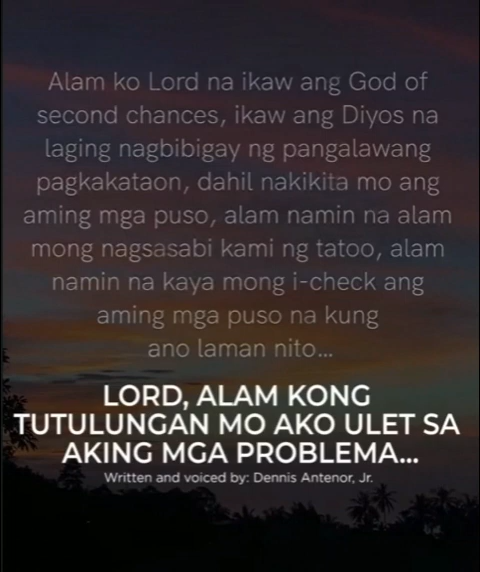 Alam ko Lord na ikaw ang God of
second chances, ikaw ang Diyos na
laging nagbibigay ng pangalawang
pagkakataon, dahil nakikita mo ang
aming mga puso, alam namin na alam
mong nagsasabi kami ng tatoo, alam
namin na kaya mong i-check ang
aming mga puso na kung
ano laman nito...
LORD, ALAM KONG
TUTULUNGAN MO AKO ULET SA
AKING MGA PROBLEMA...
Written and voiced by: Dennis Antenor, Jr.